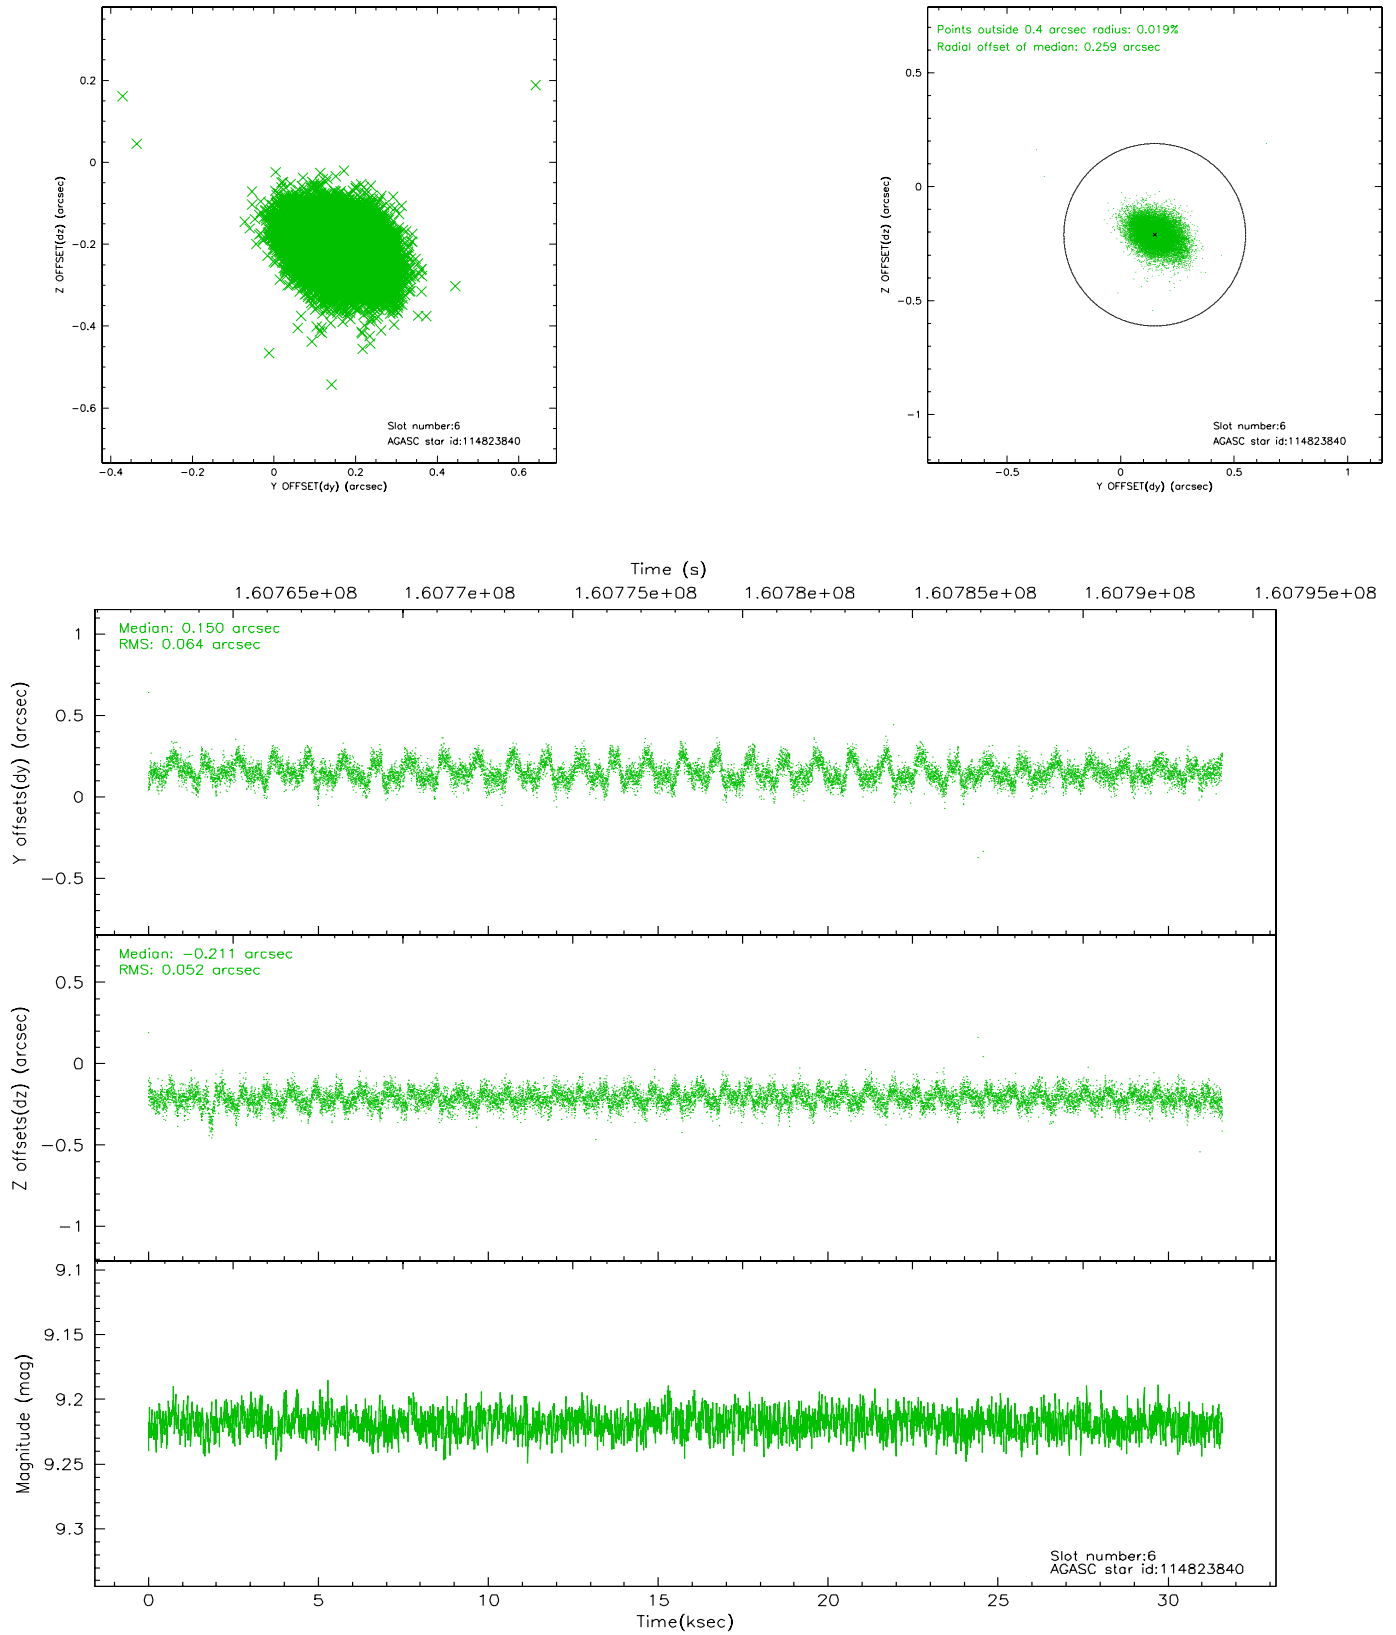 0.2
0
−0.2
−0.4
−0.6
Z OFFSET(dz) (arcsec)
Slot number:6
AGASC star id:114823840
−0.4 −0.2 0 0.2 0.4 0.6
Y OFFSET(dy) (arcsec)
Points outside 0.4 arcsec radius: 0.019%
Radial offset of median: 0.259 arcsec
0.5
0
−0.5
−1
Z OFFSET(dz) (arcsec)
Slot number:6
AGASC star id:114823840
−0.5 0 0.5 1
Y OFFSET(dy) (arcsec)
Time (s)
1.60765e+08 1.6077e+08 1.60775e+08 1.6078e+08 1.60785e+08 1.6079e+08 1.60795e+08
Median: 0.150 arcsec
RMS: 0.064 arcsec
1
0.5
0
−0.5
Y offsets(dy) (arcsec)
Median: −0.211 arcsec
RMS: 0.052 arcsec
0.5
0
−0.5
−1
Z offsets(dz) (arcsec)
9.1
9.15
9.2
9.25
9.3
Magnitude (mag)
Slot number:6
AGASC star id:114823840
0 5 10 15 20 25 30
Time(ksec)